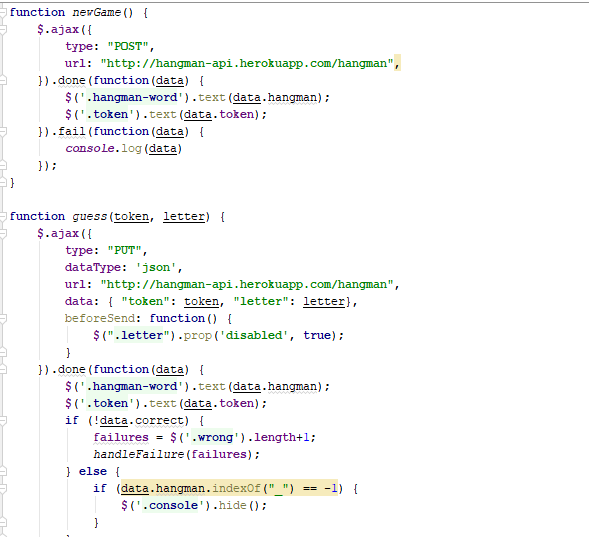 function newGame() {
    $.ajax({
        type: "POST",
        url: "http://hangman-api.herokuapp.com/hangman",
    }).done(function(data) {
        $('.hangman-word').text(data.hangman);
        $('.token').text(data.token);
    }).fail(function(data) {
        console.log(data)
    });
}

function guess(token, letter) {
    $.ajax({
        type: "PUT",
        dataType: 'json',
        url: "http://hangman-api.herokuapp.com/hangman",
        data: { "token": token, "letter": letter},
        beforeSend: function() {
            $(".letter").prop('disabled', true);
        }
    }).done(function(data) {
        $('.hangman-word').text(data.hangman);
        $('.token').text(data.token);
        if (!data.correct) {
            failures = $('.wrong').length+1;
            handleFailure(failures);
        } else {
            if (data.hangman.indexOf("_") == -1) {
                $('.console').hide();
            }